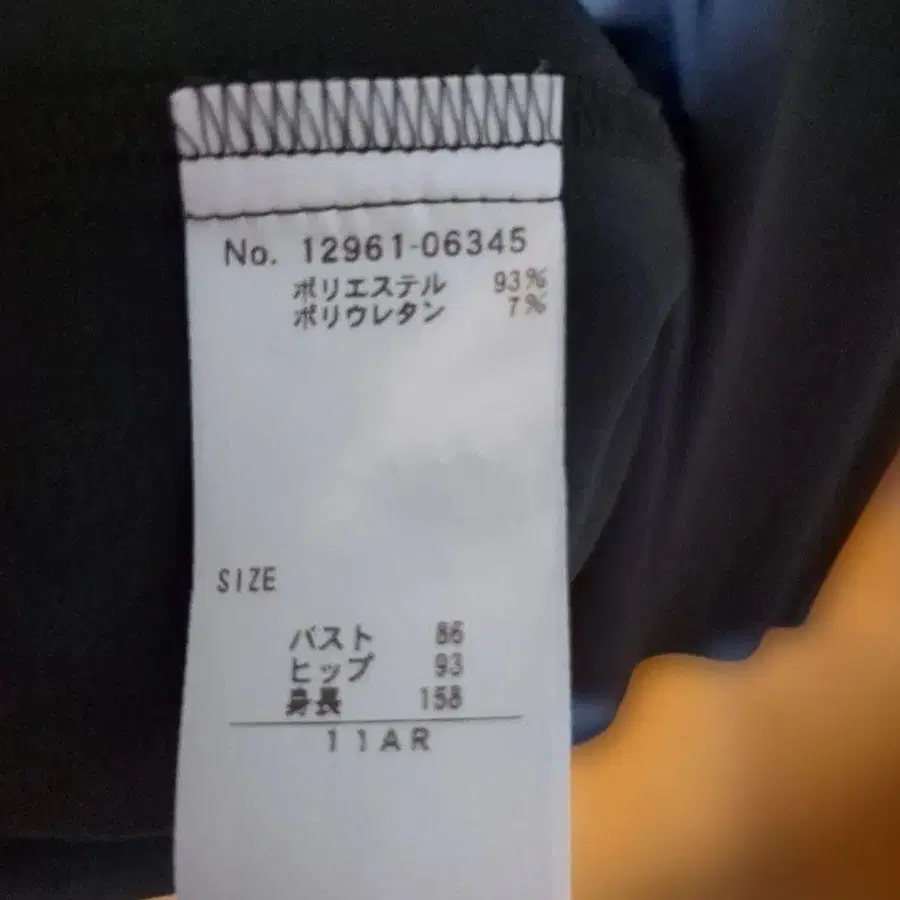 No. 12961-06345
ポリエステル 93%
ポリウレタン 7%
SIZE
バスト 86
ヒップ 93
身長 158
11AR